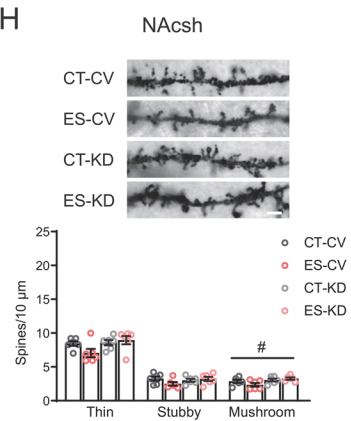 H
NAcsh
CT-CV
ES-CV
CT-KD
ES-KD
Spines/10 μm
25
20
15
10
5
0
CT-CV
ES-CV
CT-KD
ES-KD
#
Thin Stubby Mushroom